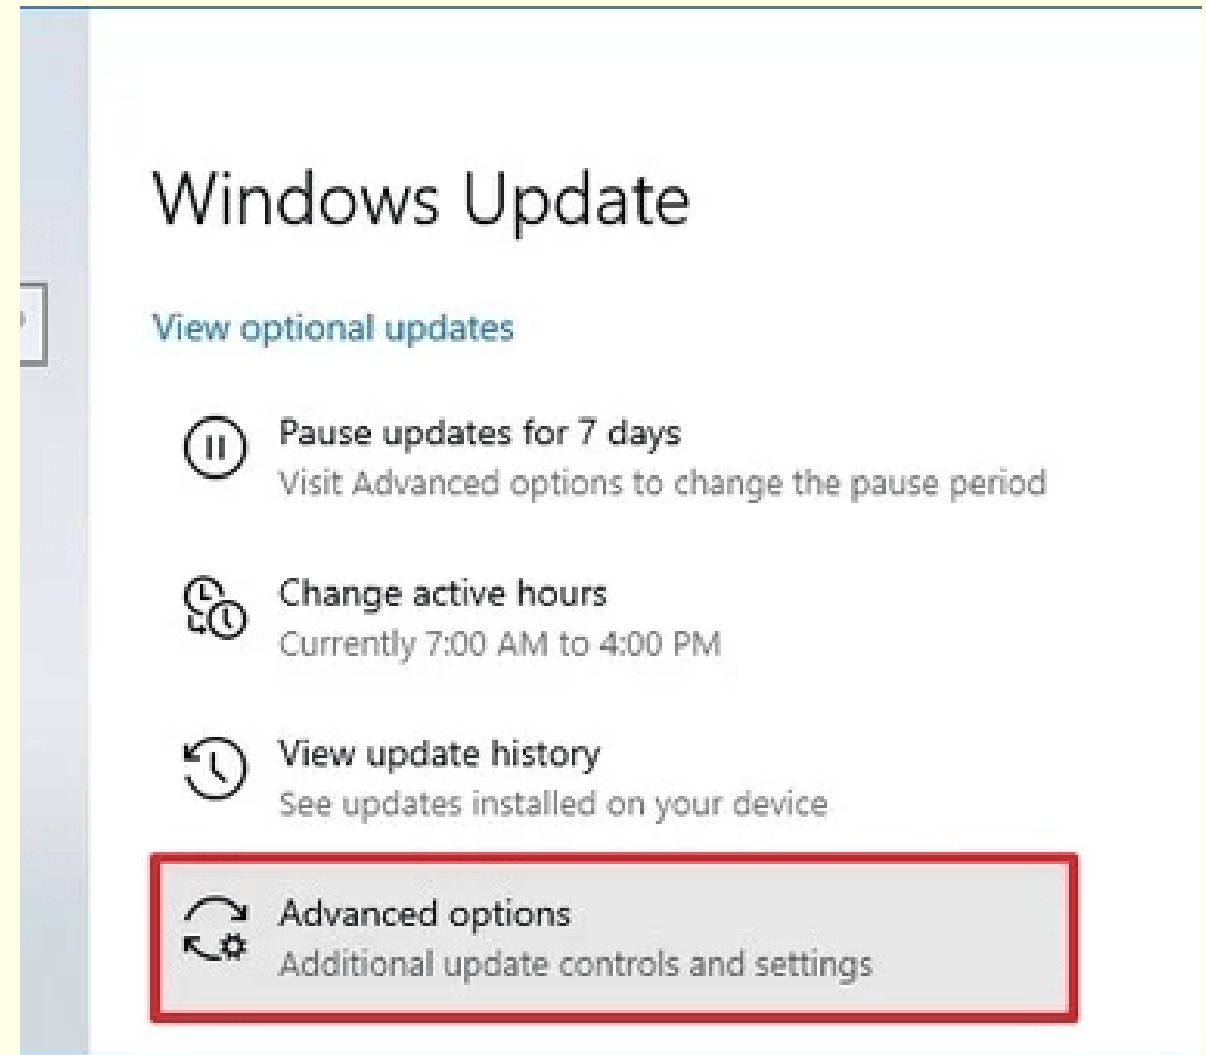 Windows Update
View optional updates
Pause updates for 7 days
Visit Advanced options to change the pause period
Change active hours
Currently 7:00 AM to 4:00 PM
View update history
See updates installed on your device
Advanced options
Additional update controls and settings